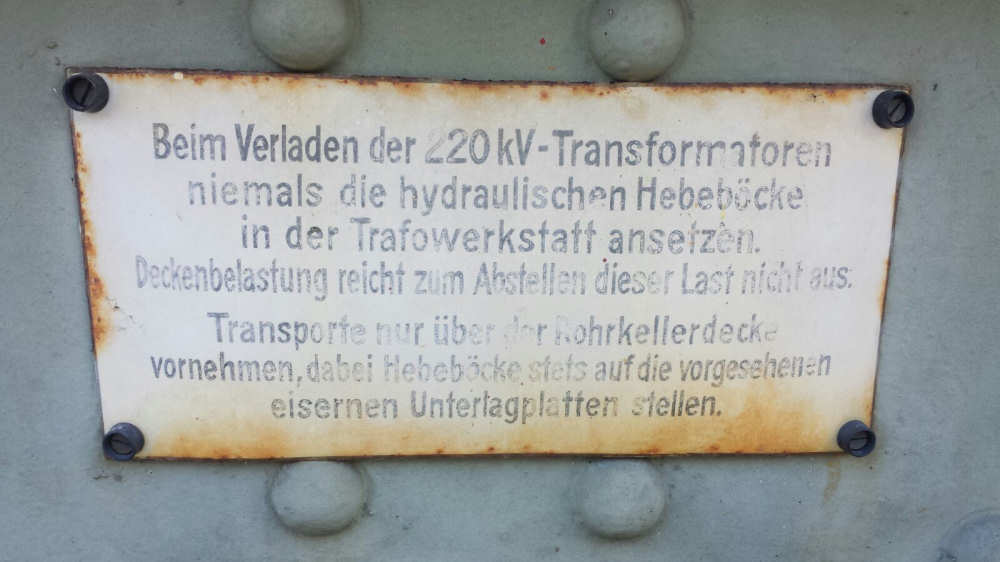 Beim Verladen der 220 kV-Transformatoren
niemals die hydraulischen Hebeböcke
in der Trafowerkstatt ansetzen.
Deckenbelastung reicht zum Abstellen dieser Last nicht aus.
Transporte nur über der Rohrkellerdecke
vornehmen, dabei Hebeböcke stets auf die vorgesehenen
eisernen Unterlagplatten stellen.